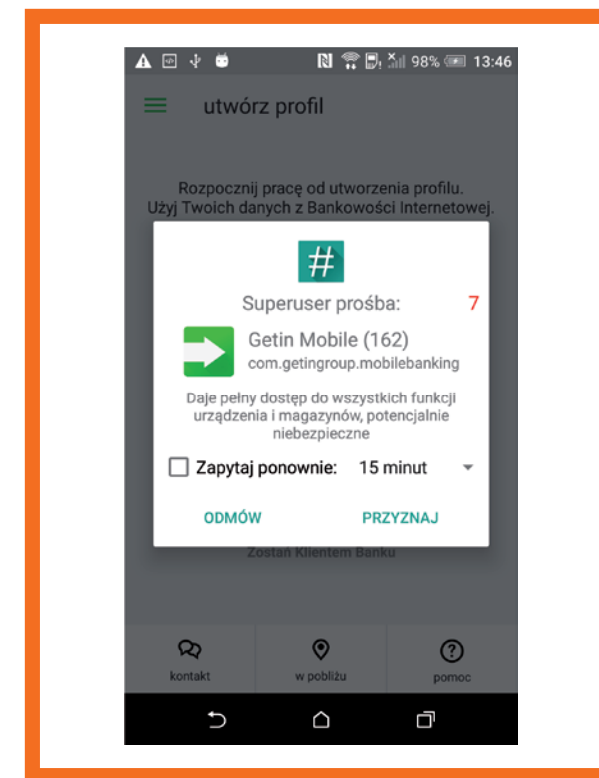 98% 13:46
utwórz profil
Rozpocznij pracę od utworzenia profilu.
Użyj Twoich danych z Bankowości Internetowej.
#
Superuser prośba: 7
Getin Mobile (162)
com.getingroup.mobilebanking
Daje pełny dostęp do wszystkich funkcji
urządzenia i magazynów, potencjalnie
niebezpieczne
Zapytaj ponownie: 15 minut
ODMÓW PRZYZNAJ
Zostań Klientem Banku
kontakt w pobliżu pomoc